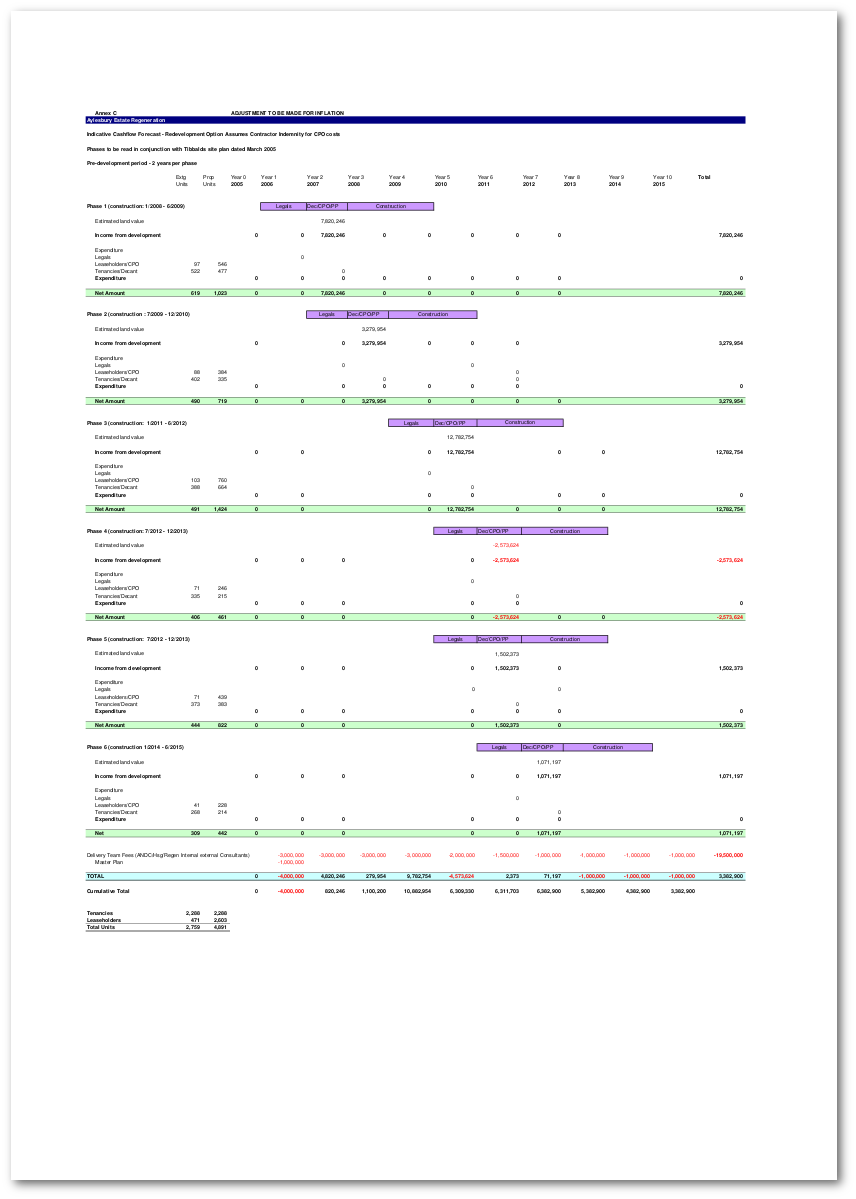 Annex C ADJUSTMENT TO BE MADE FOR INFLATION
Aylesbury Estate Regeneration
Indicative Cashflow Forecast - Redevelopment Option Assumes Contractor Indemnity for CPO costs
Phases to be read in conjunction with Tibbalds site plan dated March 2005
Pre-development period - 2 years per phase
Extg Prop Year 0 Year 1 Year 2 Year 3 Year 4 Year 5 Year 6 Year 7 Year 8 Year 9 Year 10 Total
Units Units 2005 2006 2007 2008 2009 2010 2011 2012 2013 2014 2015
Phase 1 (construction: 1/2008 - 6/2009) Legals Dec/CPO/PP Construction
Estimated land value 7,820,246
Income from development 0 0 7,820,246 0 0 0 0 0 7,820,246
Expenditure
Legals 0
Leaseholders/CPO 97 546
Tenancies/Decant 522 477 0
Expenditure 0 0 0 0 0 0 0 0 0
Net Amount 619 1,023 0 0 7,820,246 0 0 0 0 0 7,820,246
Phase 2 (construction : 7/2009 - 12/2010) Legals Dec/CPO/PP Construction
Estimated land value 3,279,954
Income from development 0 0 3,279,954 0 0 0 3,279,954
Expenditure
Legals 0 0
Leaseholders/CPO 88 384 0
Tenancies/Decant 402 335 0 0
Expenditure 0 0 0 0 0 0 0
Net Amount 490 719 0 0 0 3,279,954 0 0 0 3,279,954
Phase 3 (construction: 1/2011 - 6/2012) Legals Dec/CPO/PP Construction
Estimated land value 12,782,754
Income from development 0 0 0 12,782,754 0 0 0 12,782,754
Expenditure
Legals 0
Leaseholders/CPO 103 760
Tenancies/Decant 388 664 0
Expenditure 0 0 0 0 0 0 0 0
Net Amount 491 1,424 0 0 0 12,782,754 0 0 0 12,782,754
Phase 4 (construction: 7/2012 - 12/2013) Legals Dec/CPO/PP Construction
Estimated land value -2,573,624
Income from development 0 0 0 0 -2,573,624 -2,573,624
Expenditure
Legals 0
Leaseholders/CPO 71 246
Tenancies/Decant 335 215 0
Expenditure 0 0 0 0 0 0
Net Amount 406 461 0 0 0 0 -2,573,624 0 0 -2,573,624
Phase 5 (construction: 7/2012 - 12/2013) Legals Dec/CPO/PP Construction
Estimated land value 1,502,373
Income from development 0 0 0 0 1,502,373 0 1,502,373
Expenditure
Legals 0 0
Leaseholders/CPO 71 439
Tenancies/Decant 373 383 0
Expenditure 0 0 0 0 0 0 0
Net Amount 444 822 0 0 0 0 1,502,373 0 1,502,373
Phase 6 (construction 1/2014 - 6/2015) Legals Dec/CPO/PP Construction
Estimated land value 1,071,197
Income from development 0 0 0 0 0 1,071,197 1,071,197
Expenditure
Legals 0
Leaseholders/CPO 41 228
Tenancies/Decant 268 214 0
Expenditure 0 0 0 0 0 0 0
Net 309 442 0 0 0 0 0 1,071,197 1,071,197
Delivery Team Fees (ANDC/Hsg/Regen Internal external Consultants) -3,000,000 -3,000,000 -3,000,000 -3,000,000 -2,000,000 -1,500,000 -1,000,000 -1,000,000 -1,000,000 -1,000,000 -19,500,000
Master Plan -1,000,000
TOTAL 0 -4,000,000 4,820,246 279,954 9,782,754 -4,573,624 2,373 71,197 -1,000,000 -1,000,000 -1,000,000 3,382,900
Cumulative Total 0 -4,000,000 820,246 1,100,200 10,882,954 6,309,330 6,311,703 6,382,900 5,382,900 4,382,900 3,382,900
Tenancies 2,288 2,288
Leaseholders 471 2,603
Total Units 2,759 4,891